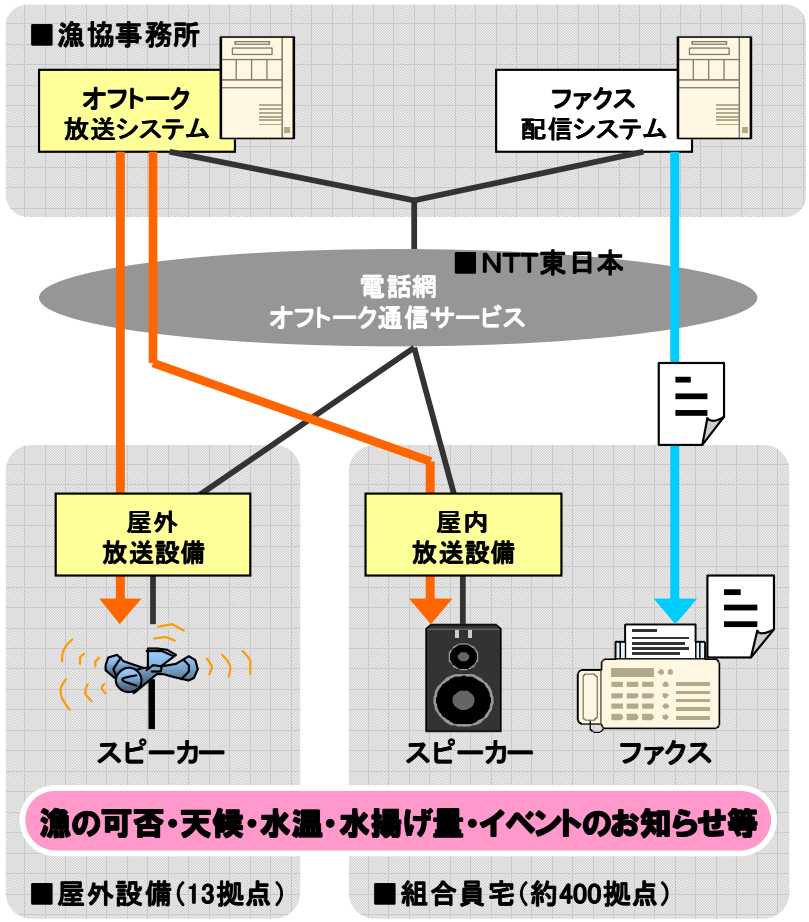 ■漁協事務所
オフトーク
放送システム
ファクス
配信システム
■NTT東日本
電話網
オフトーク通信サービス
屋外
放送設備
屋内
放送設備
スピーカー
スピーカー
ファクス
漁の可否・天候・水温・水揚げ量・イベントのお知らせ等
■屋外設備(13拠点)
■組合員宅(約400拠点)